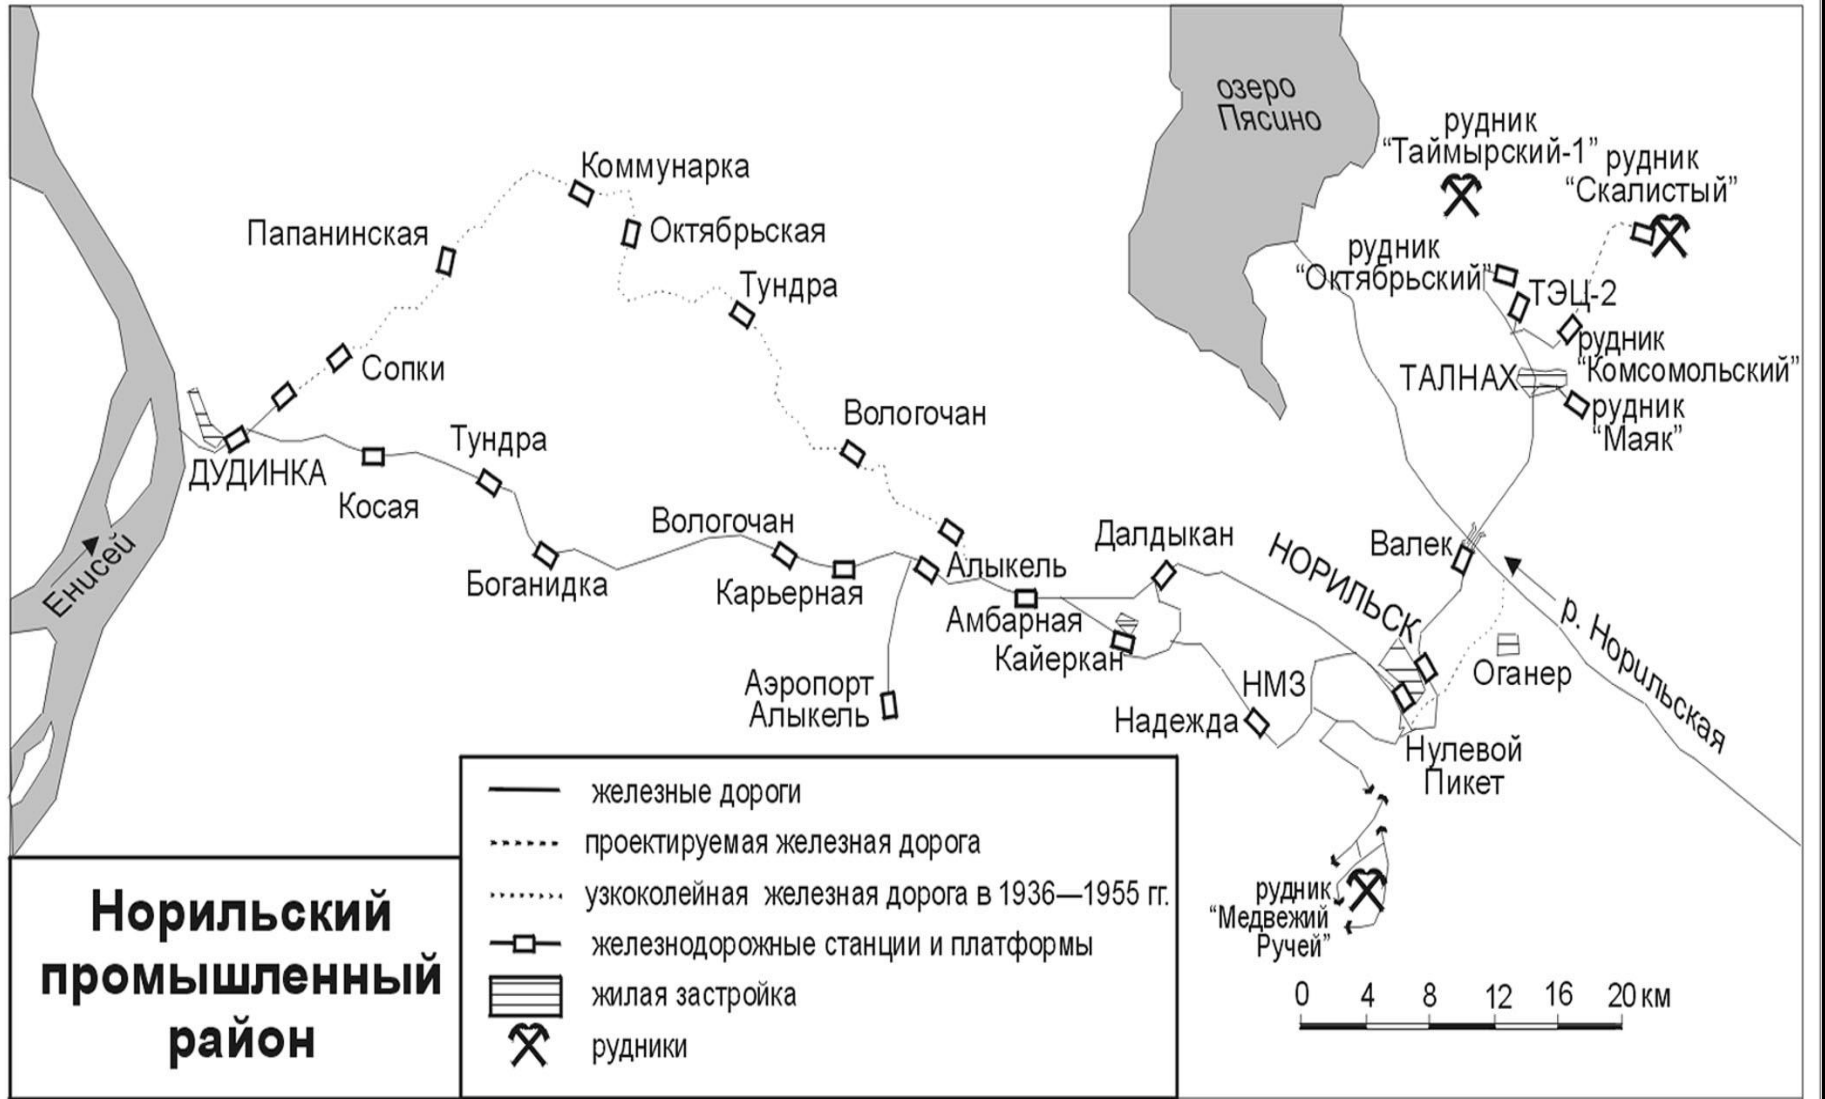 озеро
Пясино
рудник
“Таймырский-1”
рудник
“Скалистый”
Коммунарка
Папанинская
Октябрьская
рудник
“Октябрьский”
Тундра
ТЭЦ-2
рудник
“Комсомольский”
Сопки
ТАЛНАХ
рудник
“Маяк”
Вологочан
Тундра
ДУДИНКА
Косая
Вологочан
Далдыкан
Валек
НОРИЛЬСК
Енисей
Боганидка
Карьерная
Алыкель
Амбарная
Кайеркан
р. Норильская
Оганер
Аэропорт
Алыкель
НМЗ
Надежда
Нулевой
Пикет
железные дороги
проектируемая железная дорога
узкоколейная железная дорога в 1936—1955 гг.
железнодорожные станции и платформы
жилая застройка
рудники
рудник
“Медвежий
Ручей”
Норильский
промышленный
район
0 4 8 12 16 20 км